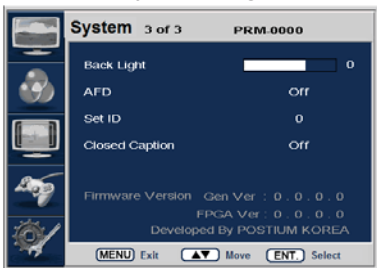 System 3 of 3 PRM-0000
Back Light 0
AFD Off
Set ID 0
Closed Caption Off
Firmware Version Gen Ver : 0 . 0 . 0 . 0
FPGA Ver : 0 . 0 . 0 . 0
Developed By POSTIUM KOREA
MENU Exit ▲▼ Move ENT. Select